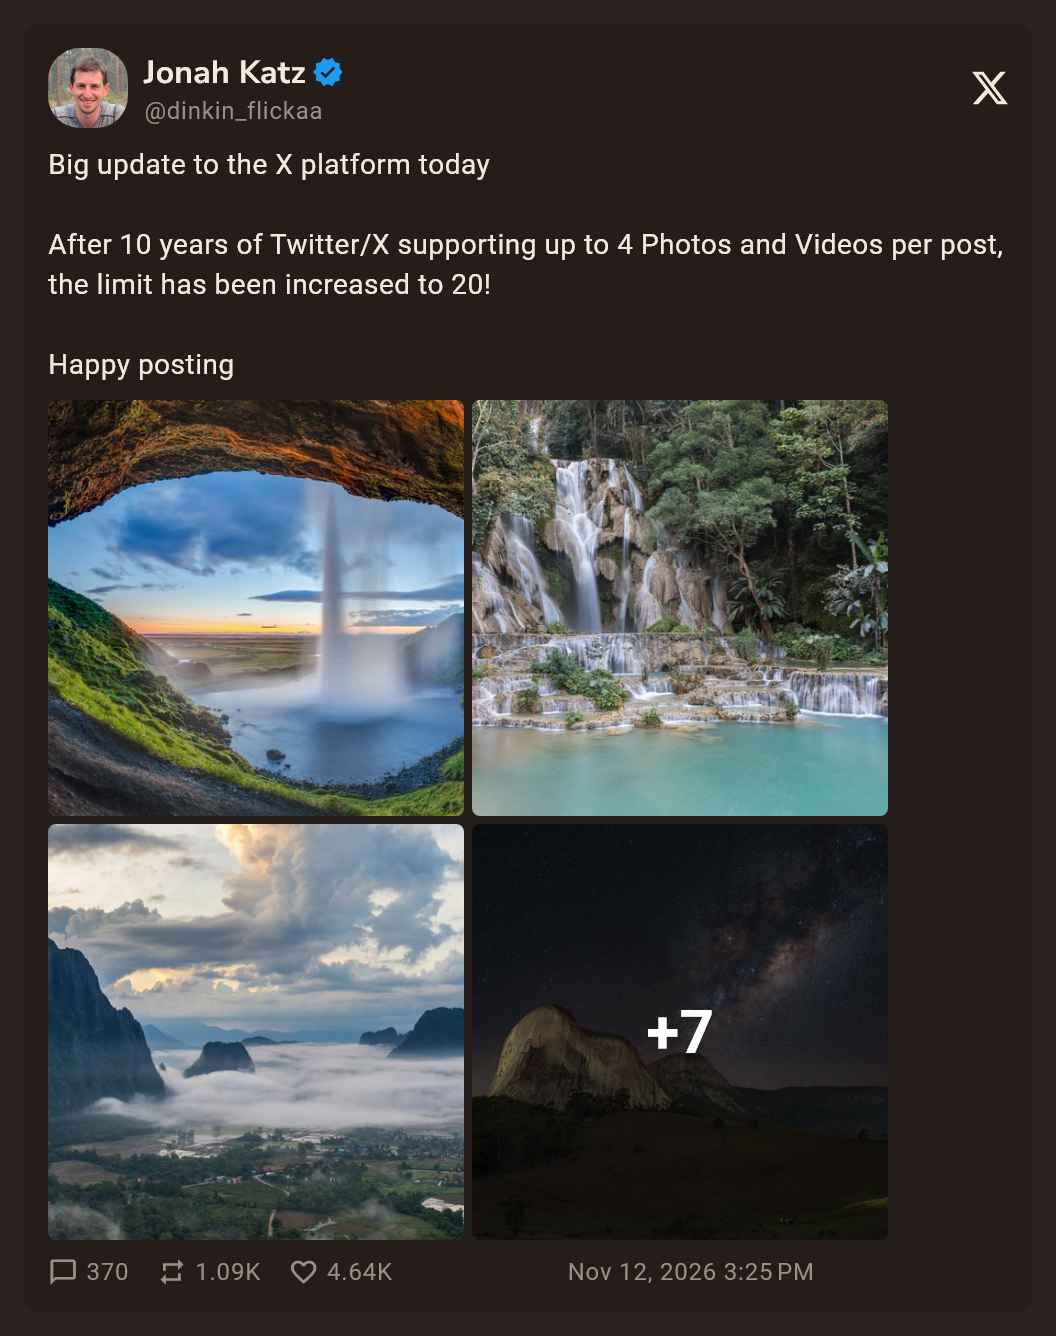 Jonah Katz
@dinkin_flickaa
Big update to the X platform today
After 10 years of Twitter/X supporting up to 4 Photos and Videos per post,
the limit has been increased to 20!
Happy posting
+7
370 1.09K 4.64K Nov 12, 2026 3:25 PM